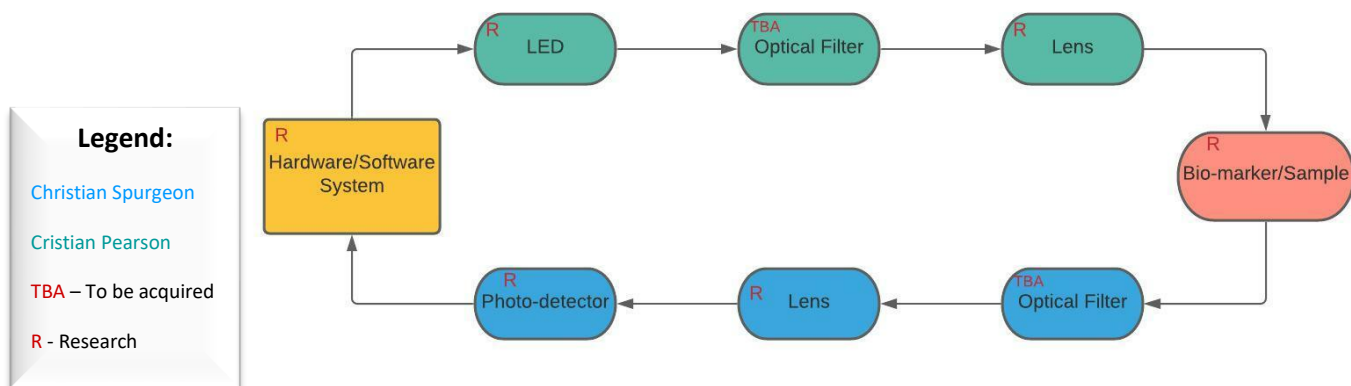 Legend:
Christian Spurgeon
Cristian Pearson
TBA – To be acquired
R - Research
R
Hardware/Software
System
R
LED
TBA
Optical Filter
R
Lens
R
Bio-marker/Sample
TBA
Optical Filter
R
Lens
R
Photo-detector